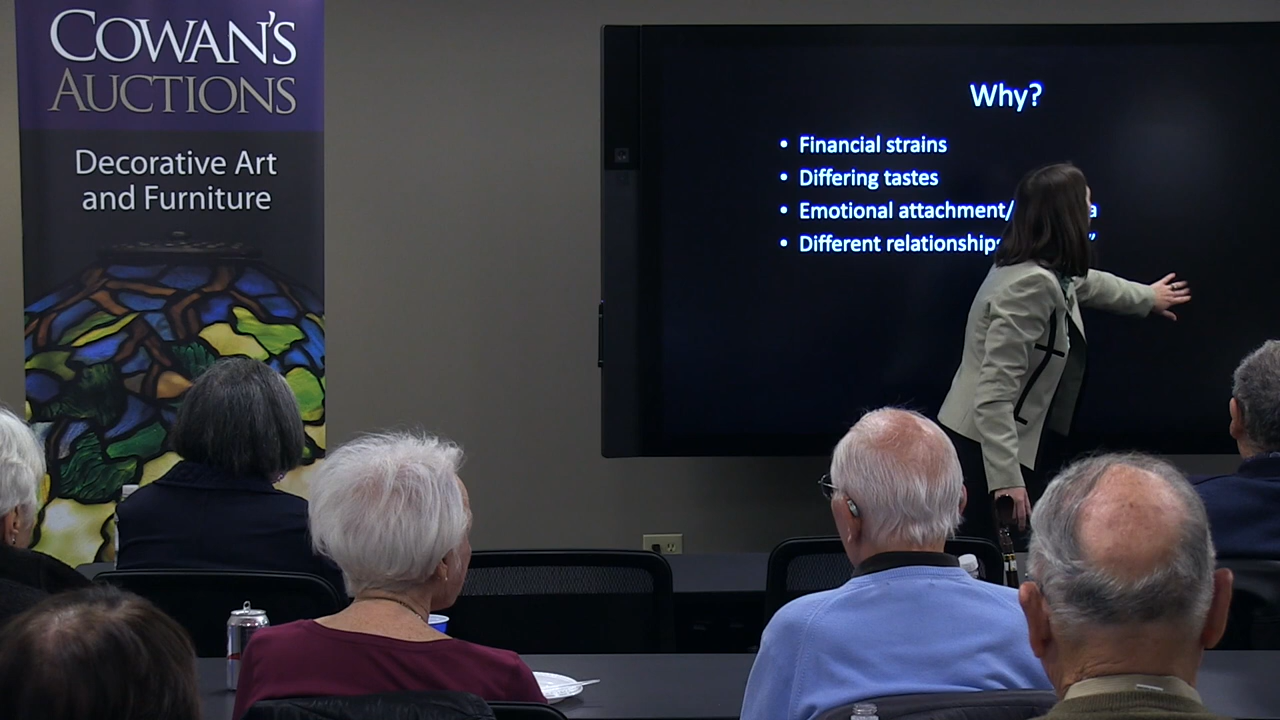 COWAN'S
AUCTIONS
Decorative Art
and Furniture
Why?
• Financial strains
• Differing tastes
• Emotional attachment/
• Different relationships